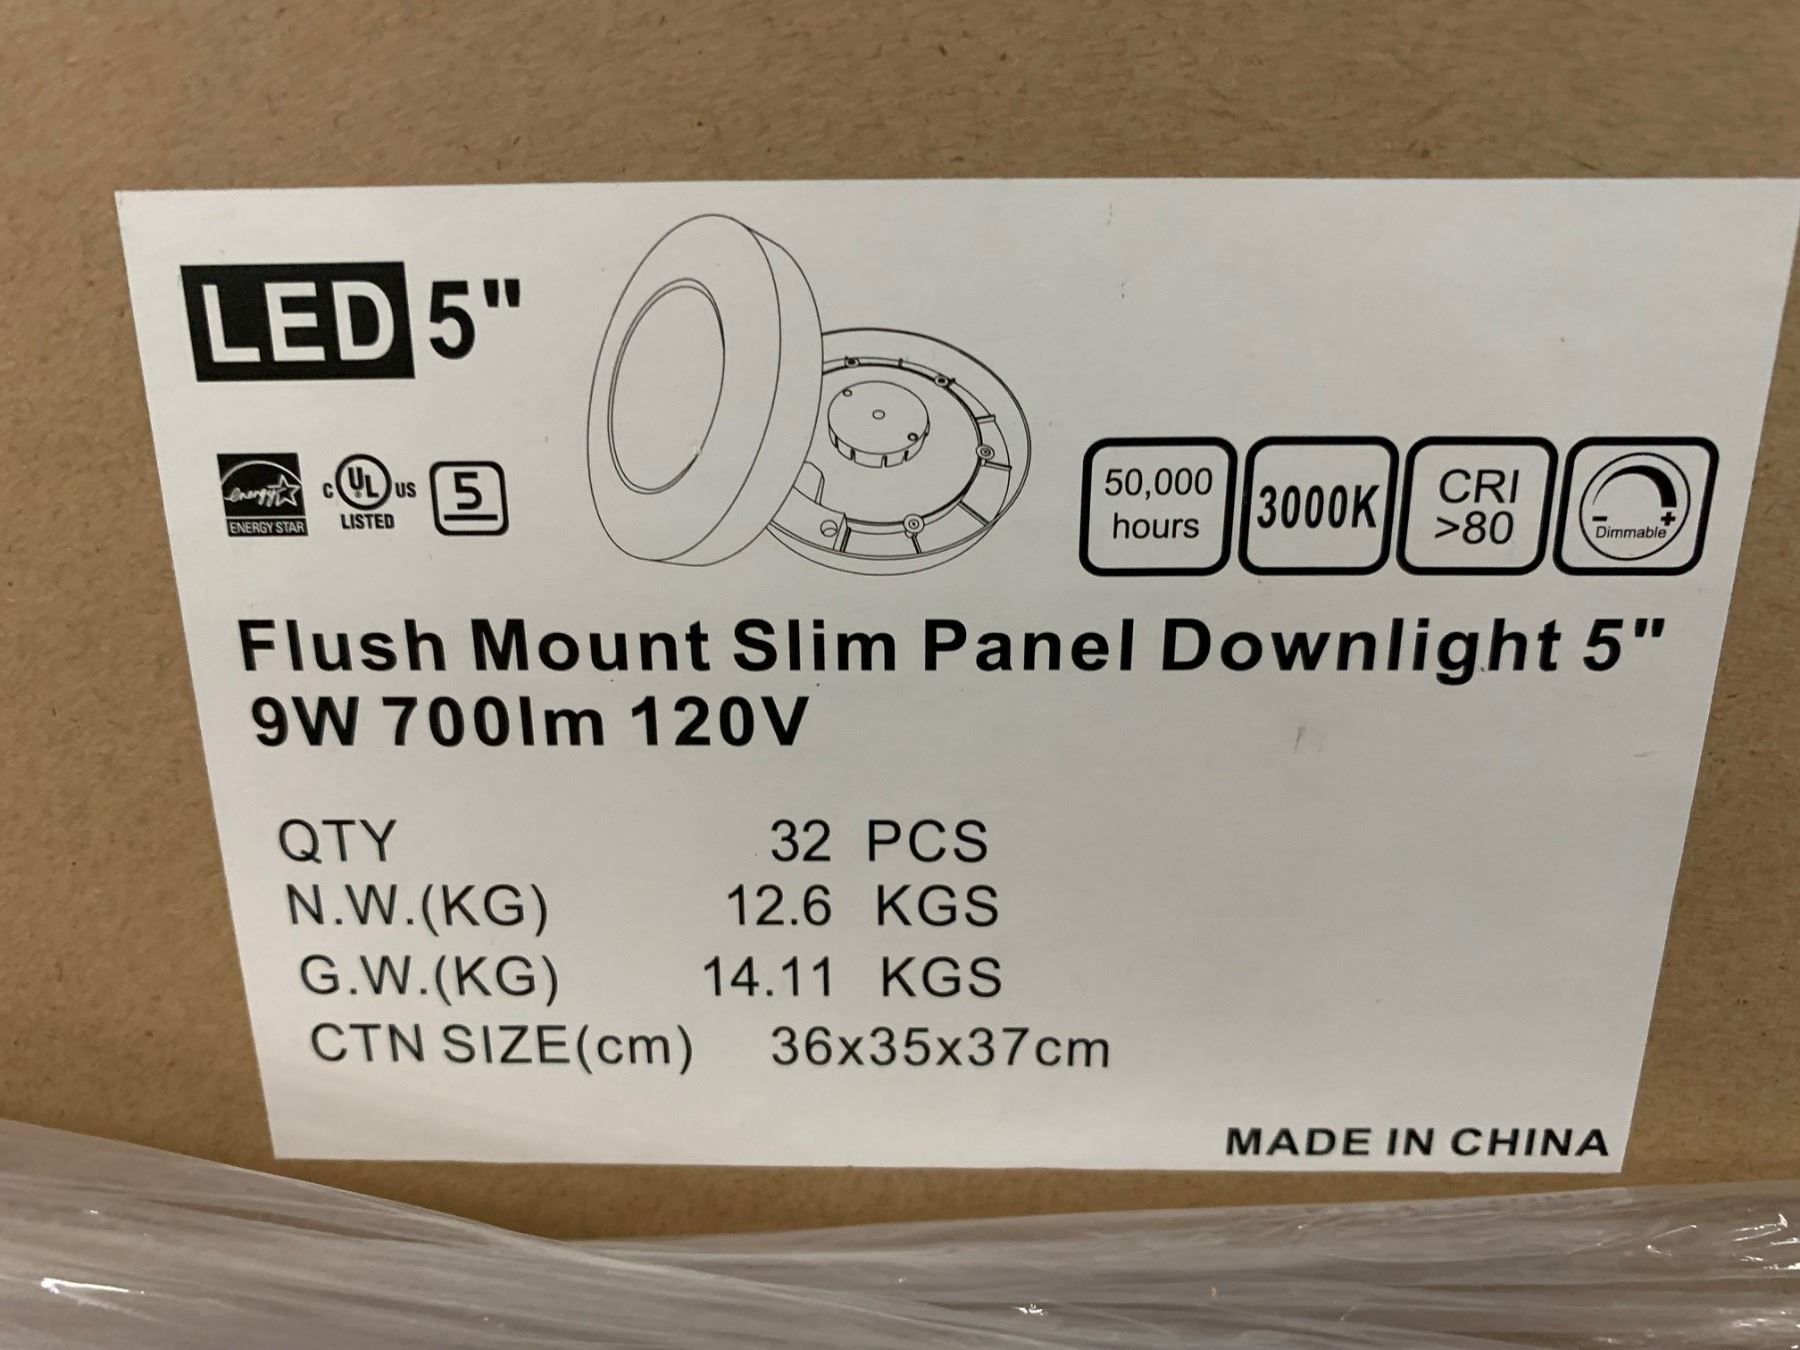 LED 5"
energy
ENERGY STAR
C UL US
LISTED
5
50,000
hours
3000K
CRI
>80
- +
Dimmable
Flush Mount Slim Panel Downlight 5"
9W 700lm 120V
QTY 32 PCS
N.W.(KG) 12.6 KGS
G.W.(KG) 14.11 KGS
CTN SIZE(cm) 36x35x37cm
MADE IN CHINA